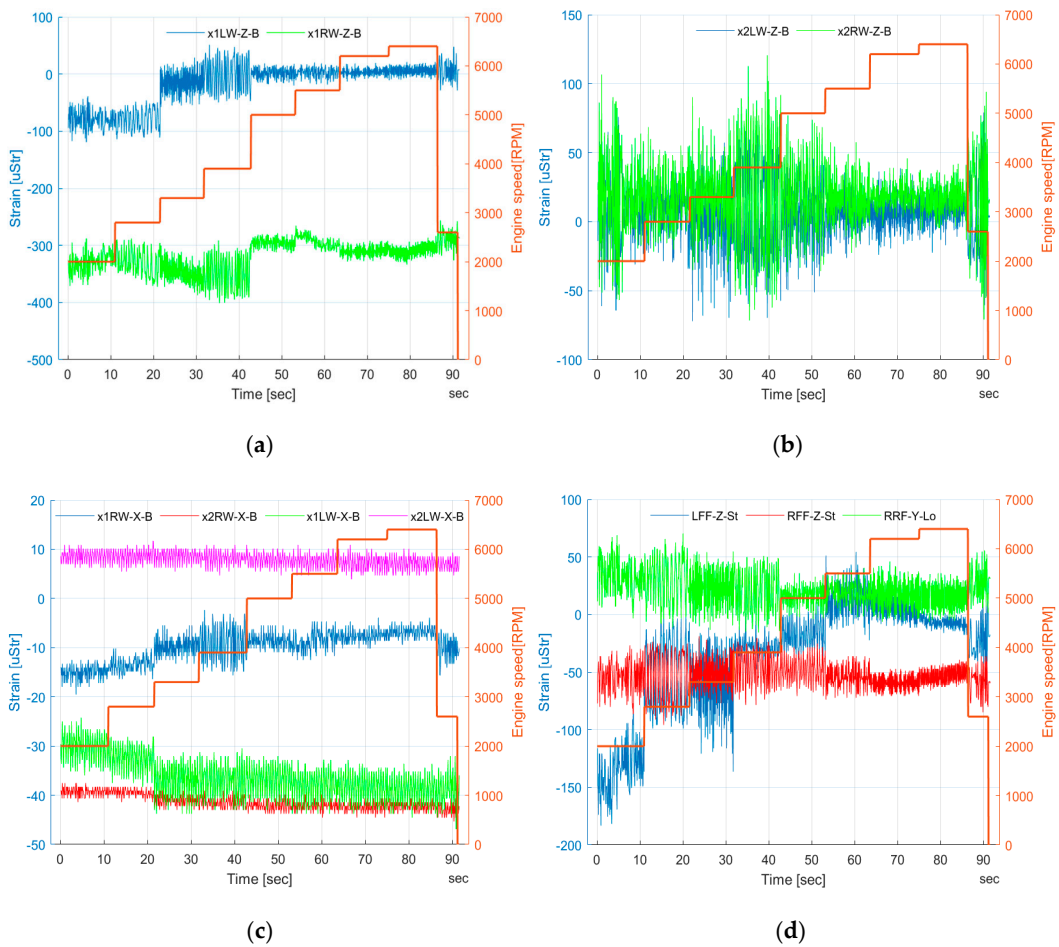 x1LW-Z-B x1RW-Z-B
100
0
-100
-200
-300
-400
-500
Strain [uStr]
7000
6000
5000
4000
3000
2000
1000
0
Engine speed[RPM]
0 10 20 30 40 50 60 70 80 90
Time [sec]
sec
(a)
x2LW-Z-B
x2RW-Z-B
150
100
50
0
-50
-100
Strain [uStr]
7000
6000
5000
4000
3000
2000
1000
0
Engine speed[RPM]
0 10 20 30 40 50 60 70 80 90
Time [sec]
sec
(b)
x1RW-X-B x2RW-X-B x1LW-X-B x2LW-X-B
20
10
0
-10
-20
-30
-40
-50
Strain [uStr]
7000
6000
5000
4000
3000
2000
1000
0
Engine speed[RPM]
0 10 20 30 40 50 60 70 80 90
Time [sec]
sec
(c)
LFF-Z-St RFF-Z-St RRF-Y-Lo
100
50
0
-50
-100
-150
-200
Strain [uStr]
7000
6000
5000
4000
3000
2000
1000
0
Engine speed[RPM]
0 10 20 30 40 50 60 70 80 90
Time [sec]
sec
(d)